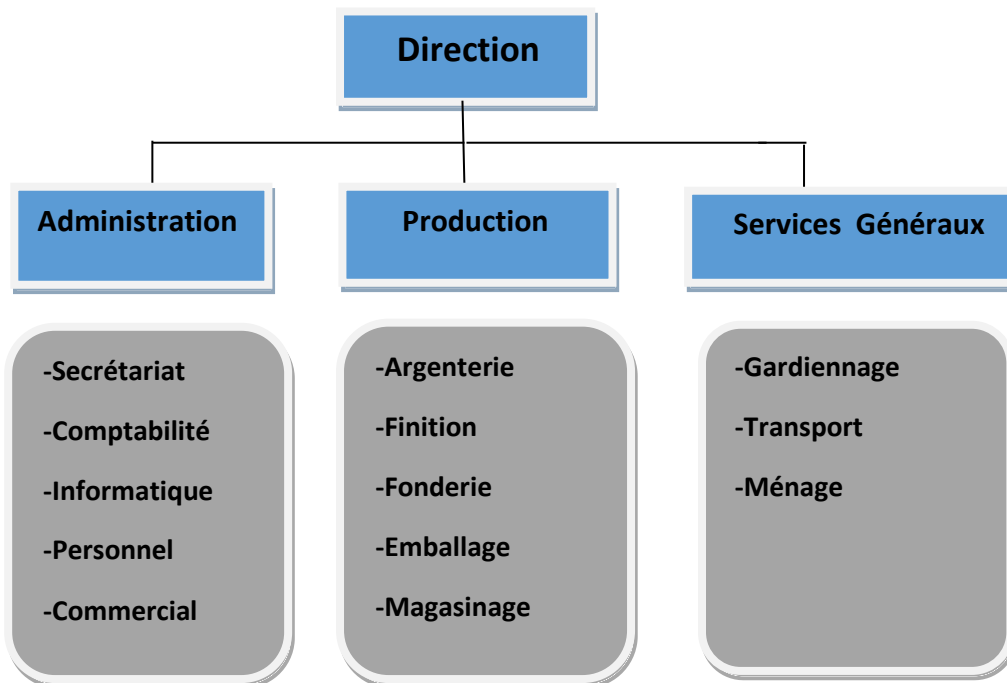 Direction
Administration
Production
Services Généraux
-Secrétariat
-Comptabilité
-Informatique
-Personnel
-Commercial
-Argenterie
-Finition
-Fonderie
-Emballage
-Magasinage
-Gardiennage
-Transport
-Ménage